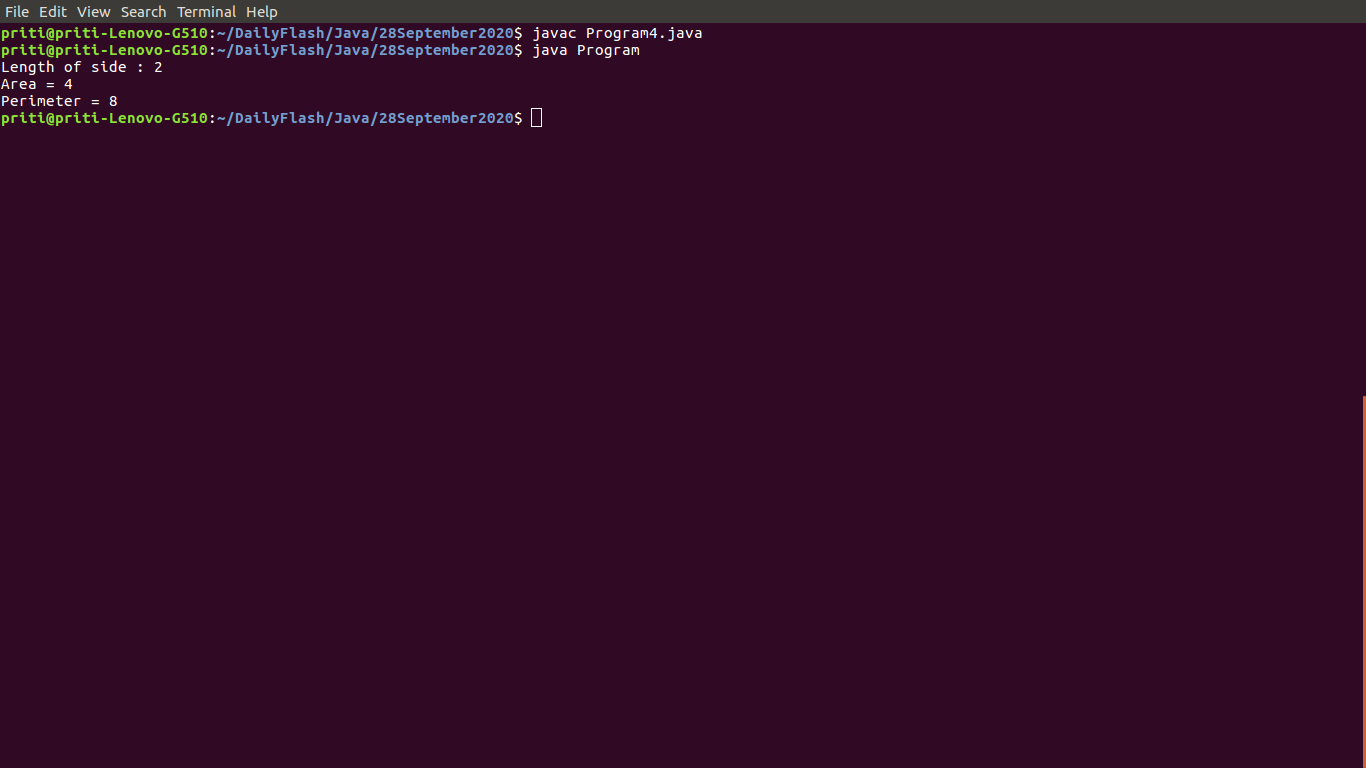 File Edit View Search Terminal Help
priti@priti-Lenovo-G510:~/DailyFlash/Java/28September2020$ javac Program4.java
priti@priti-Lenovo-G510:~/DailyFlash/Java/28September2020$ java Program
Length of side : 2
Area = 4
Perimeter = 8
priti@priti-Lenovo-G510:~/DailyFlash/Java/28September2020$